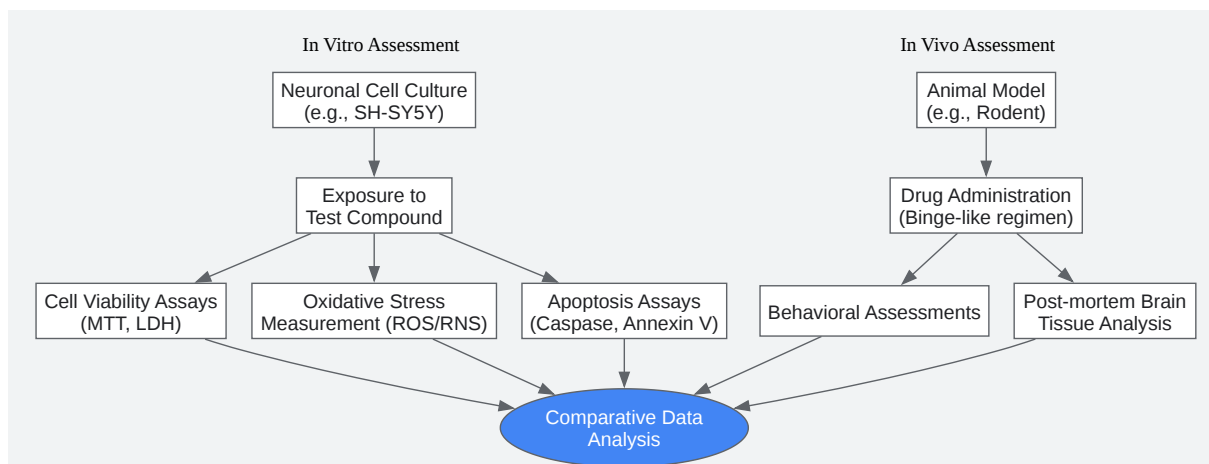 In Vitro Assessment
Neuronal Cell Culture
(e.g., SH-SY5Y)
Exposure to
Test Compound
Cell Viability Assays
(MTT, LDH)
Oxidative Stress
Measurement (ROS/RNS)
Apoptosis Assays
(Caspase, Annexin V)
In Vivo Assessment
Animal Model
(e.g., Rodent)
Drug Administration
(Binge-like regimen)
Behavioral Assessments
Post-mortem Brain
Tissue Analysis
Comparative Data
Analysis